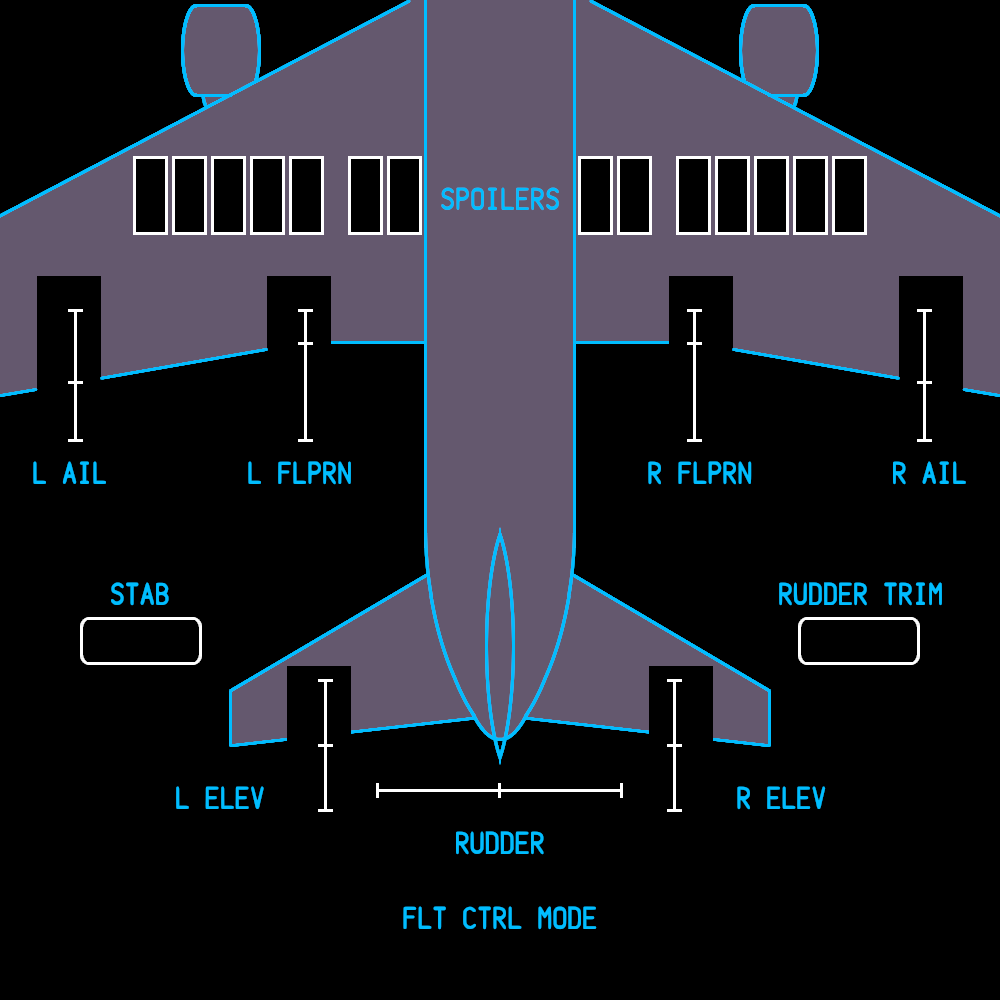 SPOILERS
L AIL
L FLPRN
R FLPRN
R AIL
STAB
RUDDER TRIM
L ELEV
R ELEV
RUDDER
FLT CTRL MODE